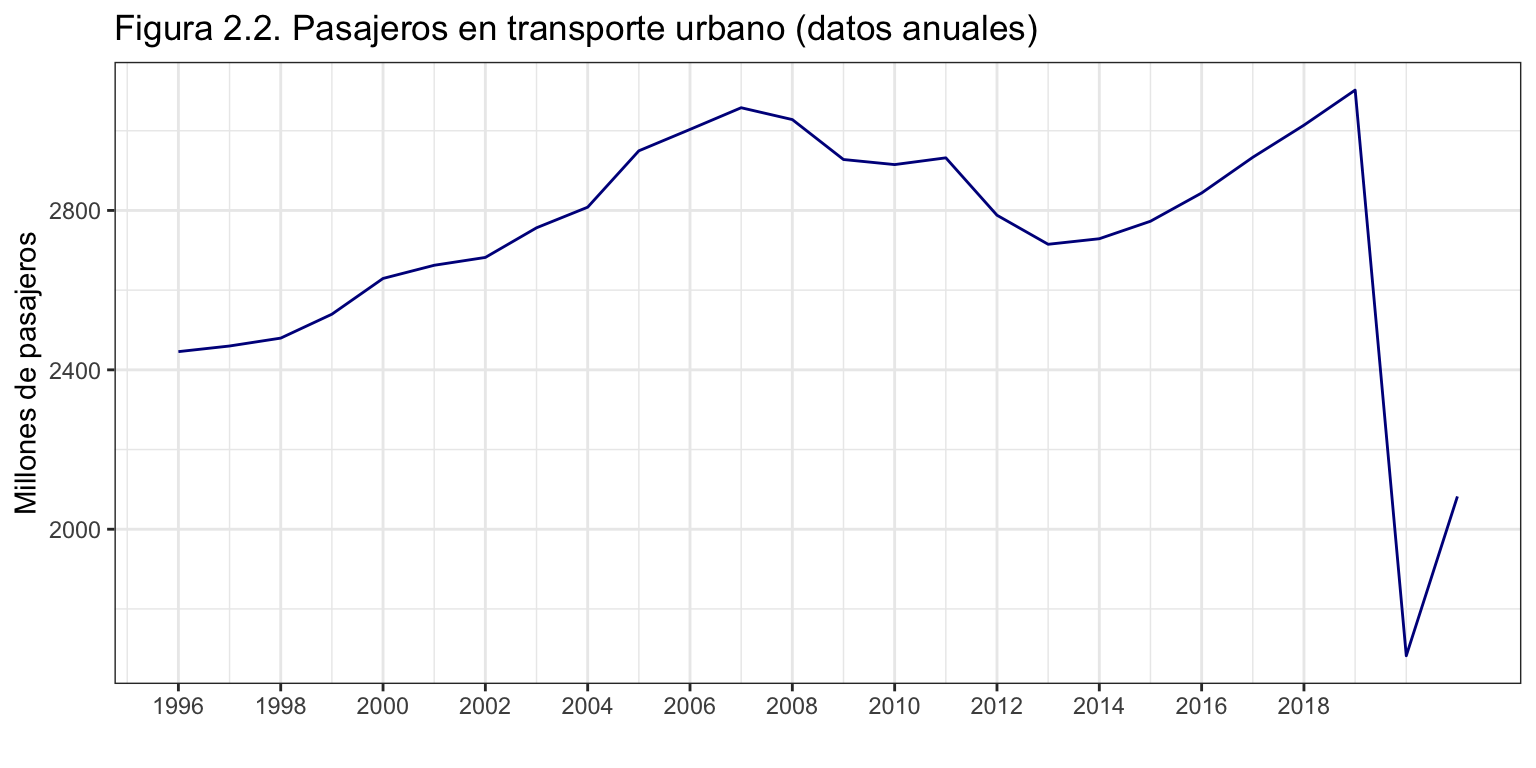 Figura 2.2. Pasajeros en transporte urbano (datos anuales)
Millones de pasajeros
2800
2400
2000
1996 1998 2000 2002 2004 2006 2008 2010 2012 2014 2016 2018